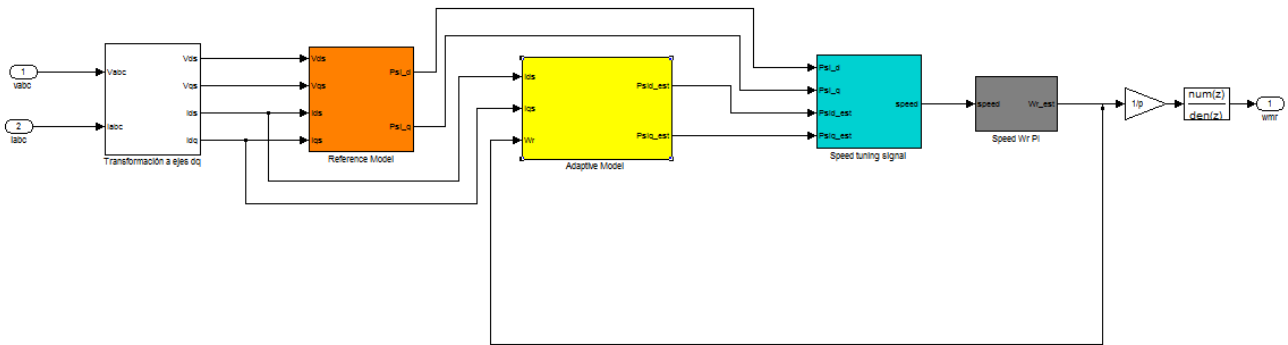 1
vabc
2
Iabc
Vabc
Iabc
Vds
Vqs
Ids
Idq
Transformación a ejes dq
Vds
Vqs
Ids
Iqs
Psi_d
Psi_q
Reference Model
Ids
Iqs
Wr
Psid_est
Psiq_est
Adaptive Model
Psi_d
Psi_q
Psid_est
Psiq_est
speed
Speed tuning signal
speed
Wr_est
Speed Wr PI
1/p
num(z)
den(z)
1
wmr